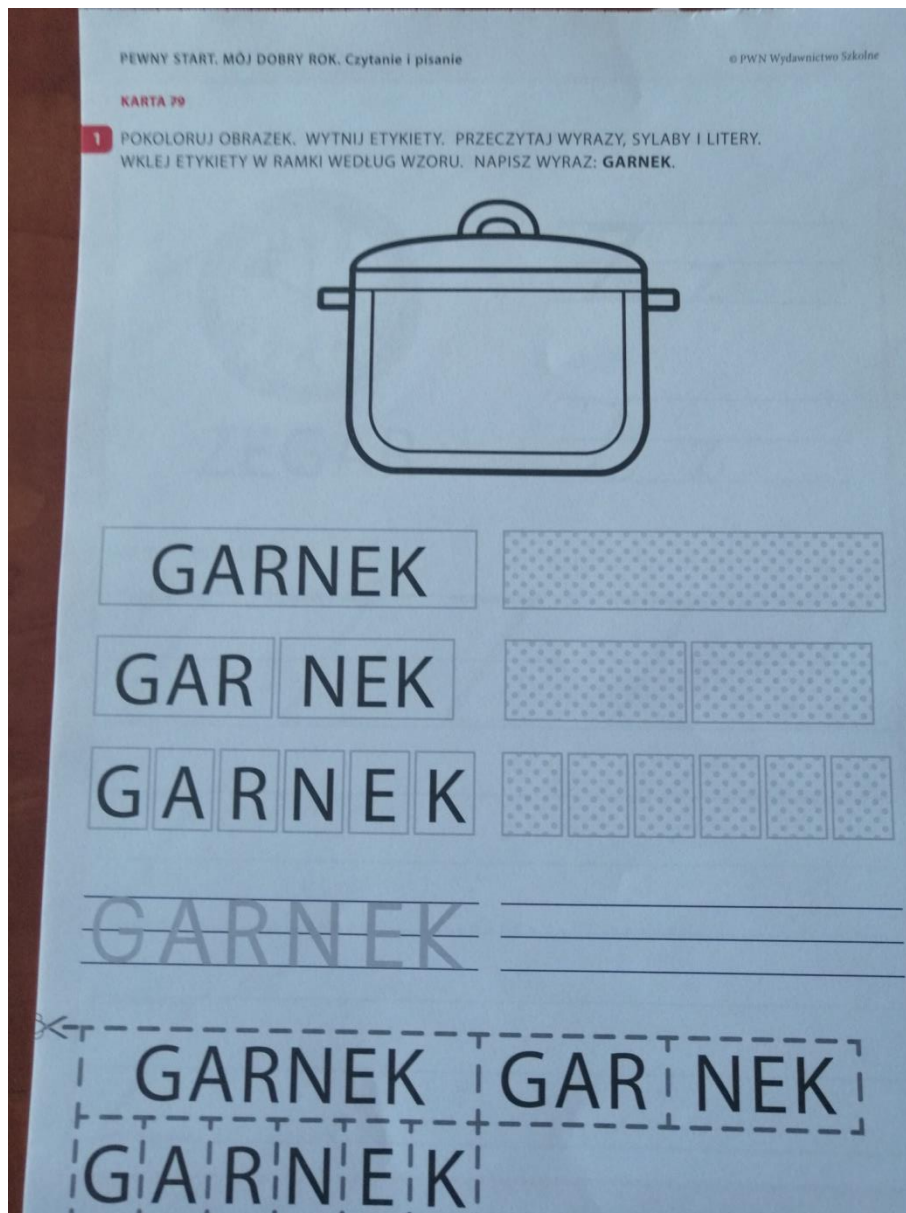 PEWNY START. MÓJ DOBRY ROK. Czytanie i pisanie
© PWN Wydawnictwo Szkolne
KARTA 79
1 POKOLORUJ OBRAZEK. WYTNIJ ETYKIETY. PRZECZYTAJ WYRAZY, SYLABY I LITERY.
WKLEJ ETYKIETY W RAMKI WEDŁUG WZORU. NAPISZ WYRAZ: GARNEK.
GARNEK
GAR NEK
G A R N E K
GARNEK
GARNEK GAR NEK
G A R N E K